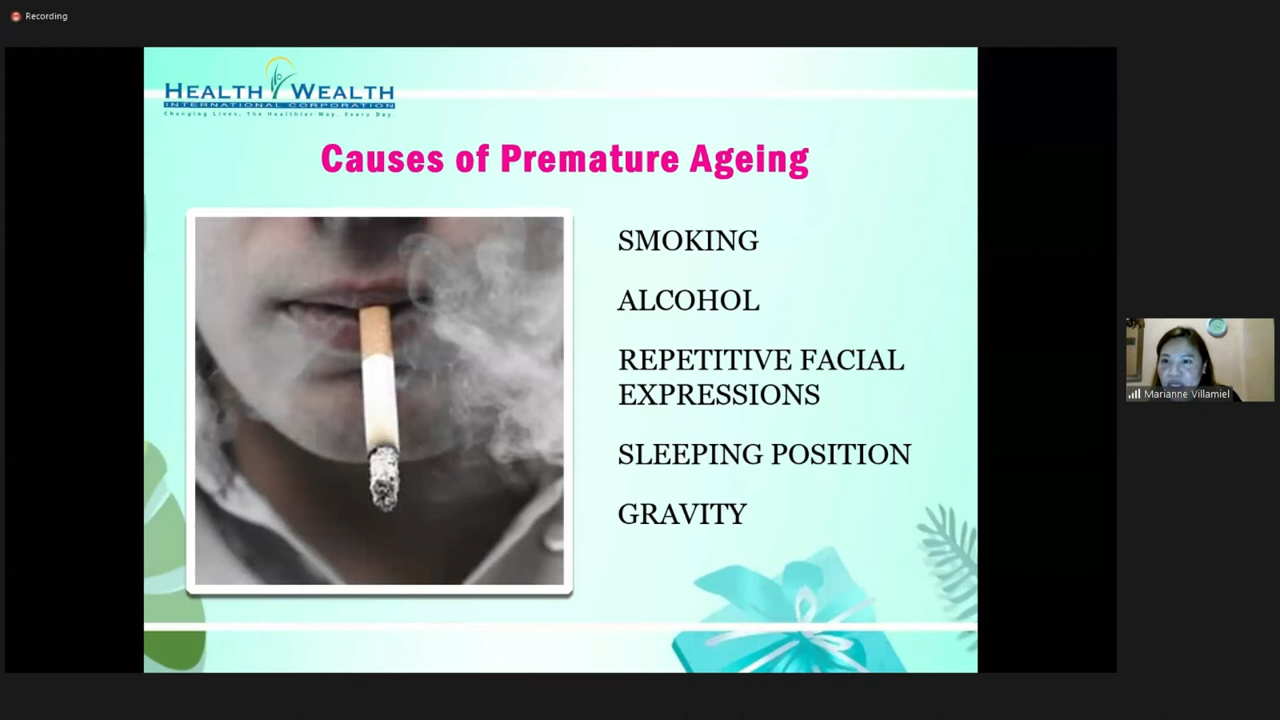 Recording
HEALTH WEALTH
INTERNATIONAL CORPORATION
Changing Lives. The Healthier Way. Every Day.
Causes of Premature Ageing
SMOKING
ALCOHOL
REPETITIVE FACIAL
EXPRESSIONS
SLEEPING POSITION
GRAVITY
Marianne Villamiel